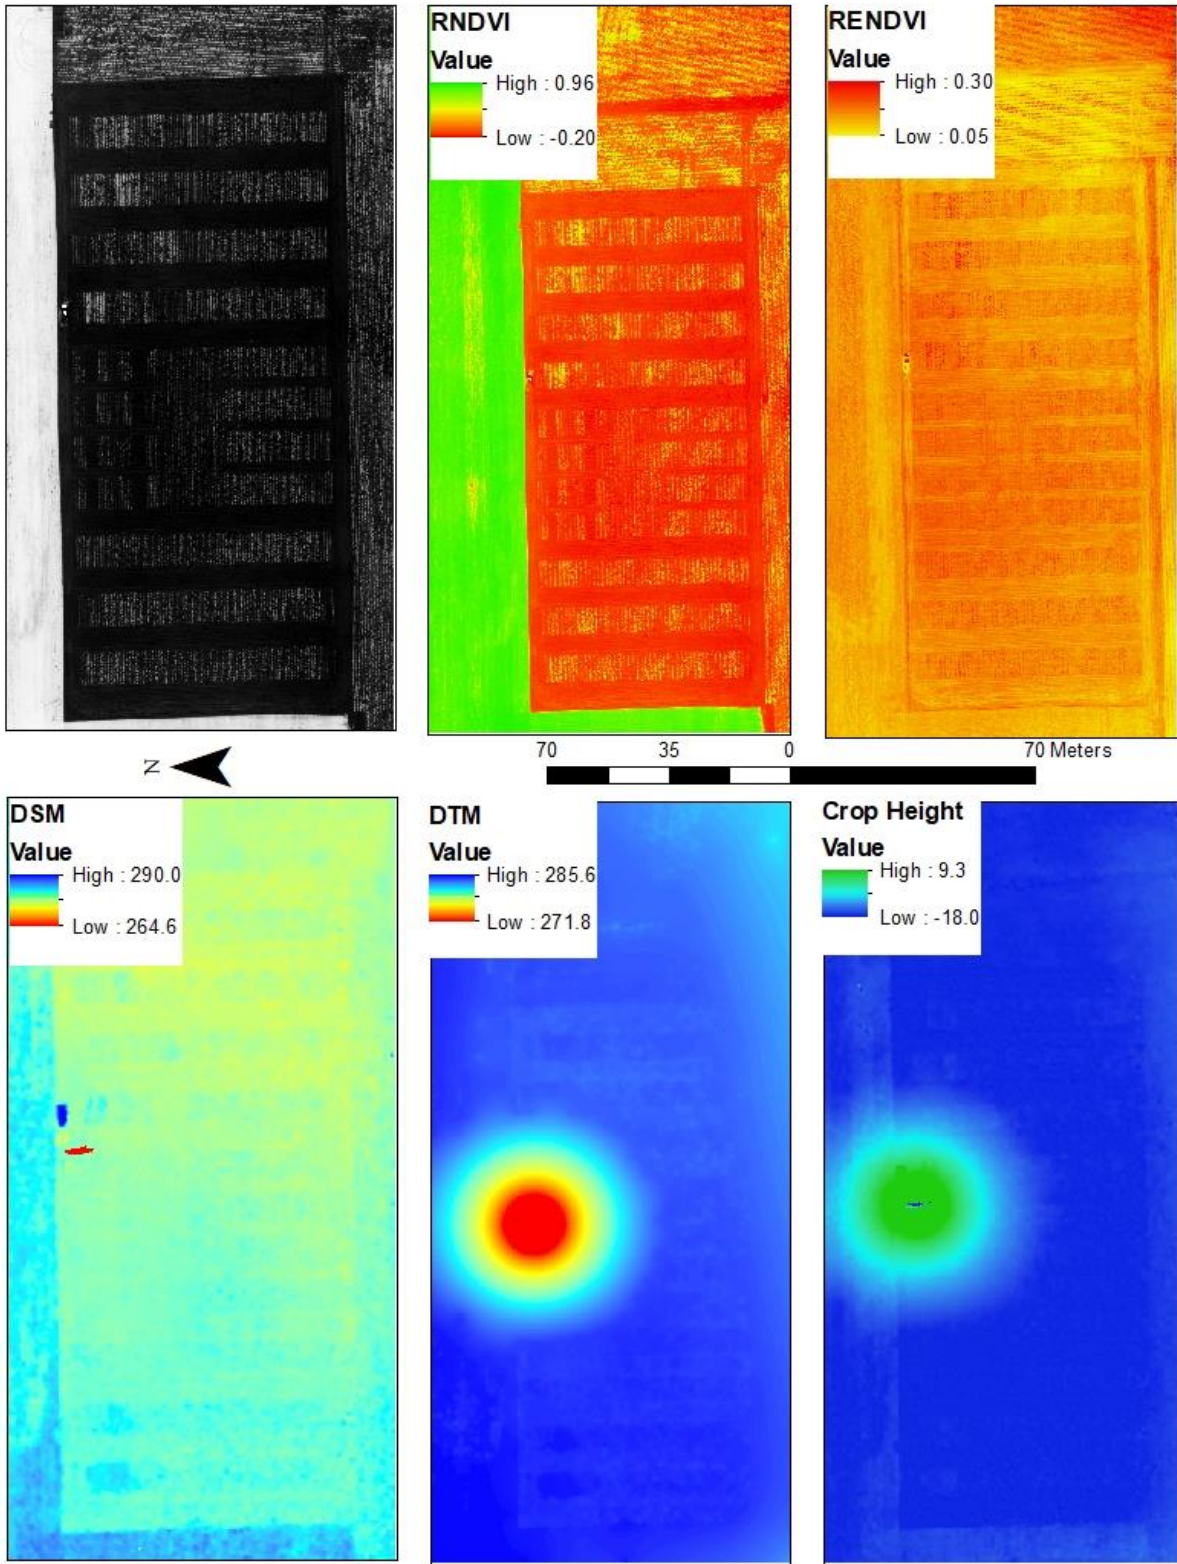 RNDVI
Value
High : 0.96
Low : -0.20
RENDVI
Value
High : 0.30
Low : 0.05
N
70 35 0 70 Meters
DSM
Value
High : 290.0
Low : 264.6
DTM
Value
High : 285.6
Low : 271.8
Crop Height
Value
High : 9.3
Low : -18.0